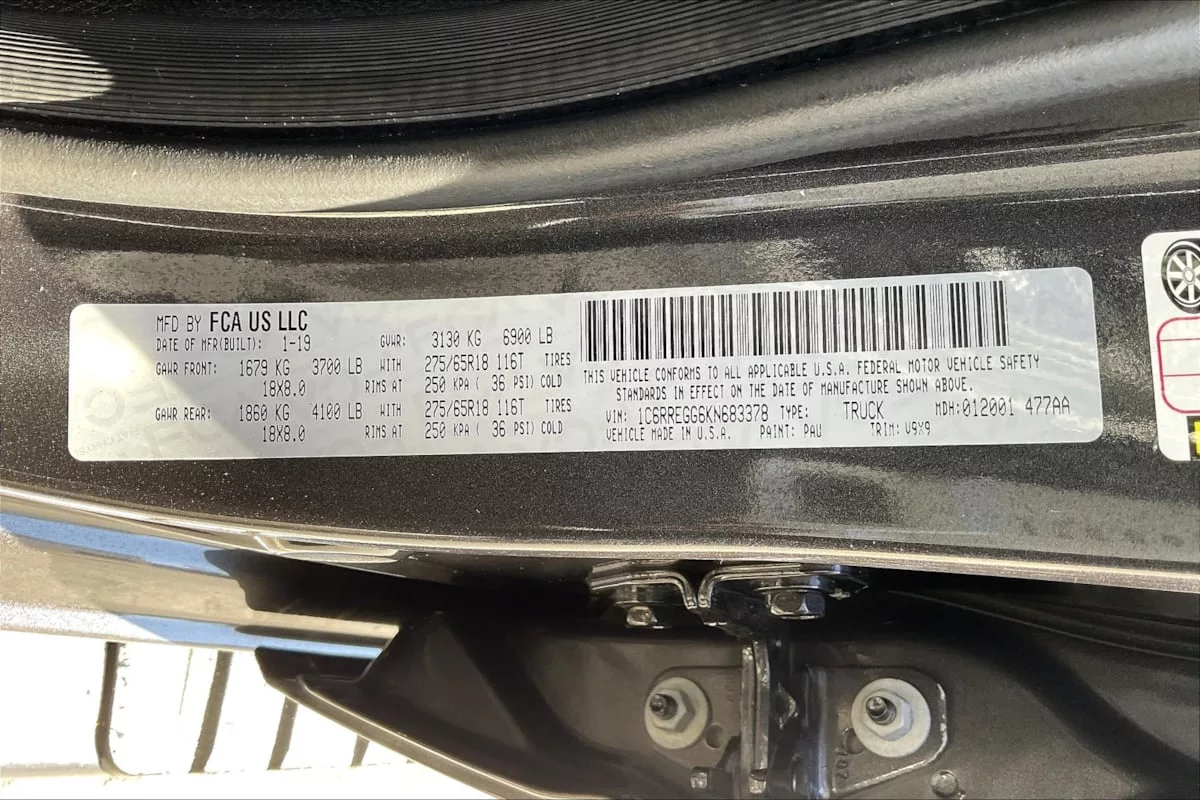 MFD BY FCA US LLC
DATE OF MFR(BUILT): 1-19 GVWR: 3130 KG 6900 LB
GAWR FRONT: 1679 KG 3700 LB WITH 275/65R18 116T TIRES
18X8.0 RIMS AT 250 KPA ( 36 PSI) COLD
GAWR REAR: 1860 KG 4100 LB WITH 275/65R18 116T TIRES
18X8.0 RIMS AT 250 KPA ( 36 PSI) COLD
THIS VEHICLE CONFORMS TO ALL APPLICABLE U.S.A. FEDERAL MOTOR VEHICLE SAFETY
STANDARDS IN EFFECT ON THE DATE OF MANUFACTURE SHOWN ABOVE.
VIN: 1C6RREGG6KN683378 TYPE: TRUCK MDH: 012001 477AA
VEHICLE MADE IN U.S.A. PAINT: PAU TRIM: V9X9